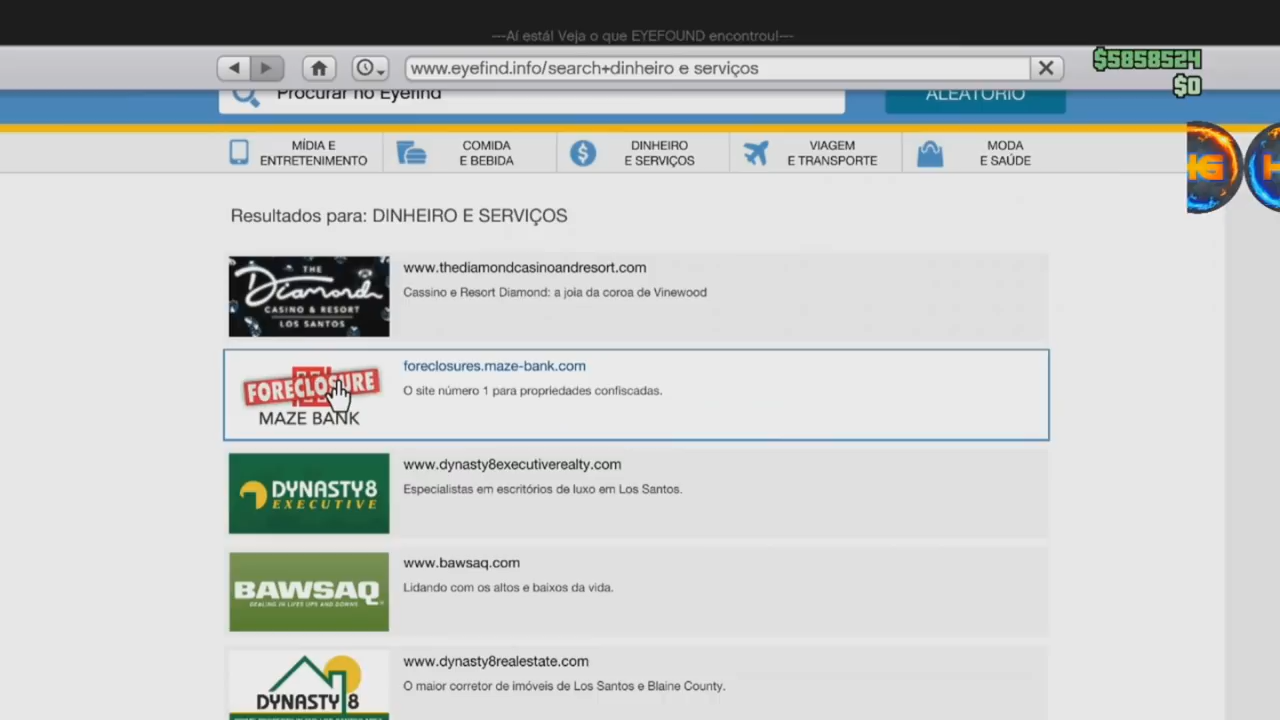 ---Aí está! Veja o que EYEFOUND encontrou!---
www.eyefind.info/search+dinheiro e serviços
$5858524
$0
Procurar no Eyefind
ALEATÓRIO
MÍDIA E
ENTRETENIMENTO
COMIDA
E BEBIDA
DINHEIRO
E SERVIÇOS
VIAGEM
E TRANSPORTE
MODA
E SAÚDE
HG
H
Resultados para: DINHEIRO E SERVIÇOS
THE
Diamond
CASINO & RESORT
LOS SANTOS
www.thediamondcasinoandresort.com
Cassino e Resort Diamond: a joia da coroa de Vinewood
FORECLOSURE
MAZE BANK
foreclosures.maze-bank.com
O site número 1 para propriedades confiscadas.
DYNASTY8
EXECUTIVE
www.dynasty8executiverealty.com
Especialistas em escritórios de luxo em Los Santos.
BAWSAQ
DEALING IN LIFE'S UPS AND DOWNS
www.bawsaq.com
Lidando com os altos e baixos da vida.
DYNASTY 8
www.dynasty8realestate.com
O maior corretor de imóveis de Los Santos e Blaine County.